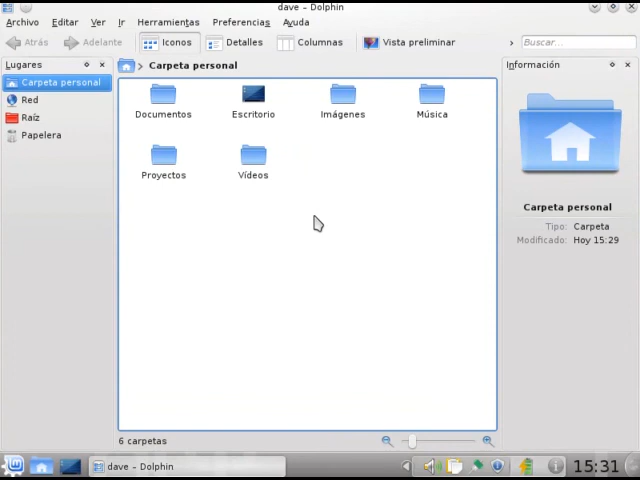 dave – Dolphin
Archivo Editar Ver Ir Herramientas Preferencias Ayuda
Atrás Adelante Iconos Detalles Columnas Vista preliminar Buscar...
Lugares
Carpeta personal
Información
Carpeta personal
Red
Raíz
Papelera
Documentos Escritorio Imágenes Música
Proyectos Vídeos
Carpeta personal
Tipo: Carpeta
Modificado: Hoy 15:29
6 carpetas
dave – Dolphin
15:31